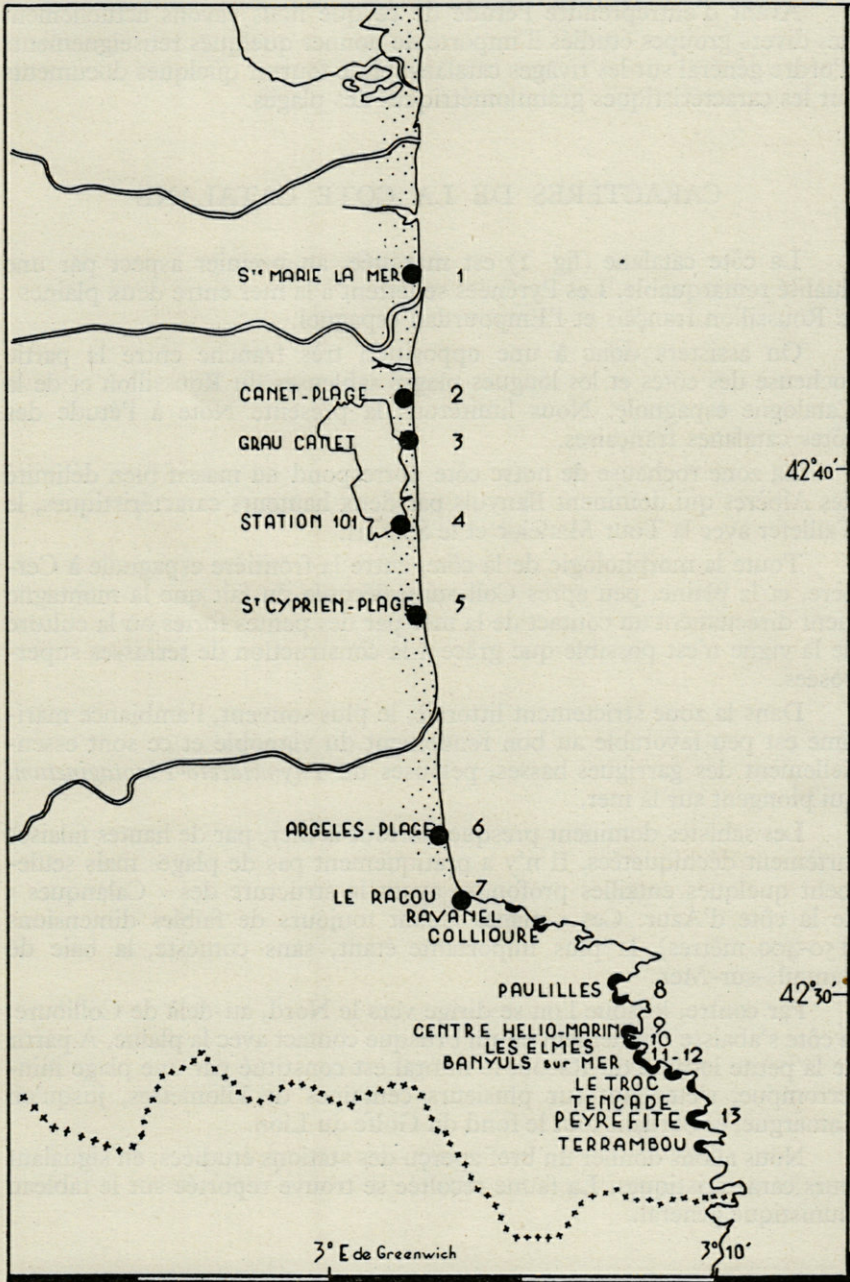 Sᵗᵉ MARIE LA MER 1
CANET-PLAGE 2
GRAU CANET 3
42°40'
STATION 101 4
Sᵗ CYPRIEN-PLAGE 5
ARGELES-PLAGE 6
LE RACOU 7
RAVANEL
COLLIOURE
PAULILLES 8
42°30'
CENTRE HELIO-MARIN 9
LES ELMES 10
BANYULS sur MER 11-12
LE TROC
l'ENCADE
PEYREFITE 13
TERRAMBOU
3° E de Greenwich
3° 10'